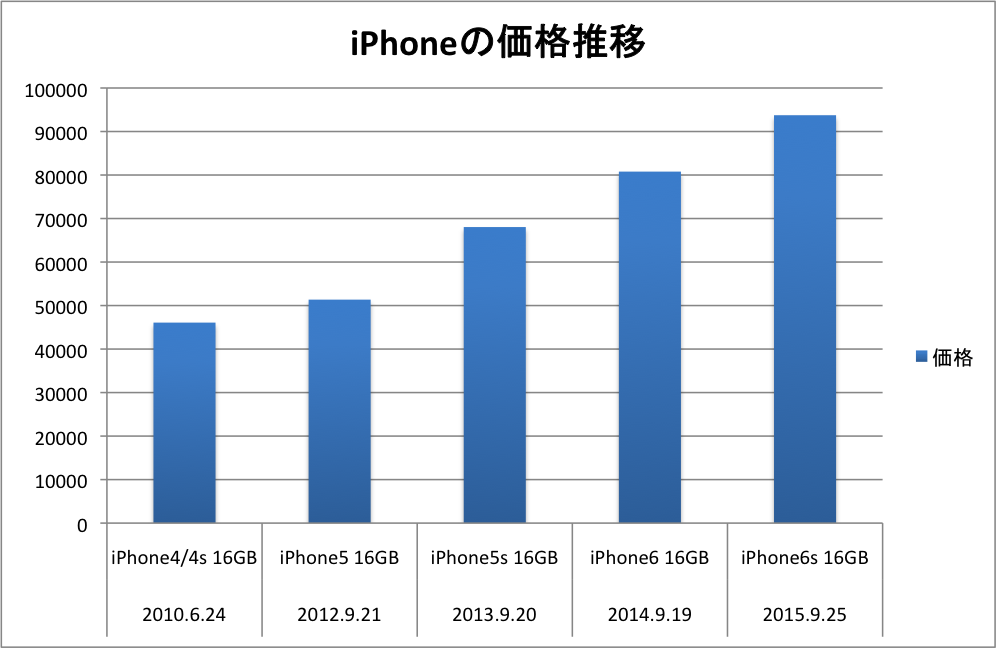 iPhoneの価格推移
100000
90000
80000
70000
60000
50000
40000
30000
20000
10000
0
価格
iPhone4/4s 16GB iPhone5 16GB iPhone5s 16GB iPhone6 16GB iPhone6s 16GB
2010.6.24 2012.9.21 2013.9.20 2014.9.19 2015.9.25